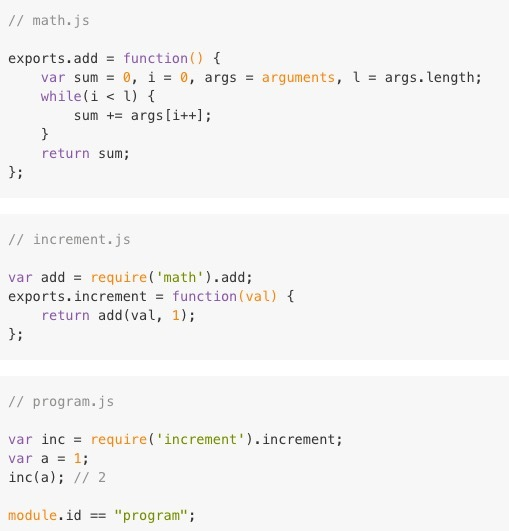 // math.js
exports.add = function() {
    var sum = 0, i = 0, args = arguments, l = args.length;
    while(i < l) {
        sum += args[i++];
    }
    return sum;
};
// increment.js
var add = require('math').add;
exports.increment = function(val) {
    return add(val, 1);
};
// program.js
var inc = require('increment').increment;
var a = 1;
inc(a); // 2
module.id == "program";